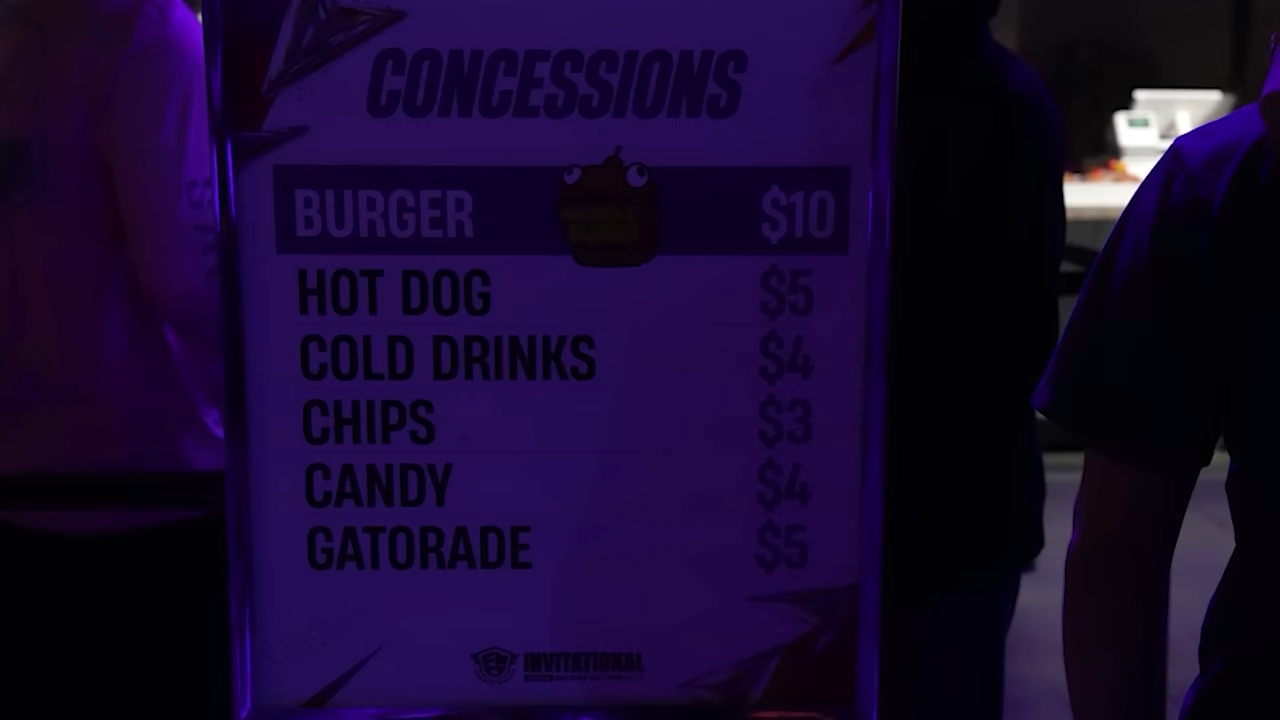 CONCESSIONS
BURGER $10
HOT DOG $5
COLD DRINKS $4
CHIPS $3
CANDY $4
GATORADE $5
INVITATIONAL